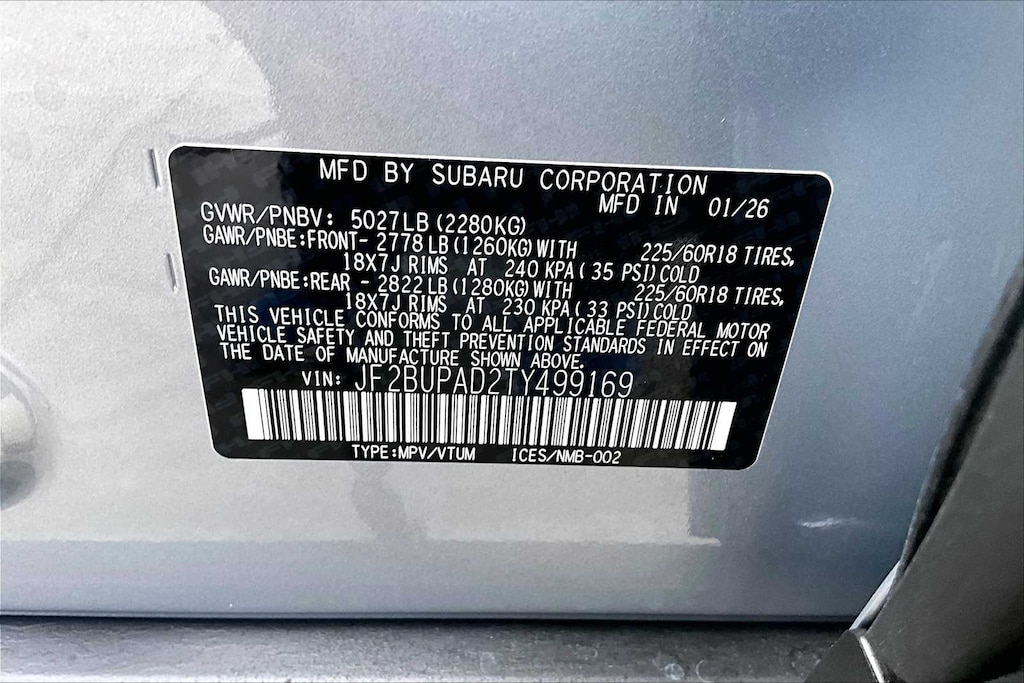 MFD BY SUBARU CORPORATION
MFD IN 01/26
GVWR/PNBV: 5027LB (2280KG)
GAWR/PNBE:FRONT- 2778 LB (1260KG) WITH 225/60R18 TIRES,
18X7J RIMS AT 240 KPA ( 35 PSI) COLD
GAWR/PNBE:REAR - 2822 LB (1280KG) WITH 225/60R18 TIRES,
18X7J RIMS AT 230 KPA ( 33 PSI) COLD
THIS VEHICLE CONFORMS TO ALL APPLICABLE FEDERAL MOTOR
VEHICLE SAFETY AND THEFT PREVENTION STANDARDS IN EFFECT ON
THE DATE OF MANUFACTURE SHOWN ABOVE.
VIN: JF2BUPAD2TY499169
TYPE:MPV/VTUM ICES/NMB-002